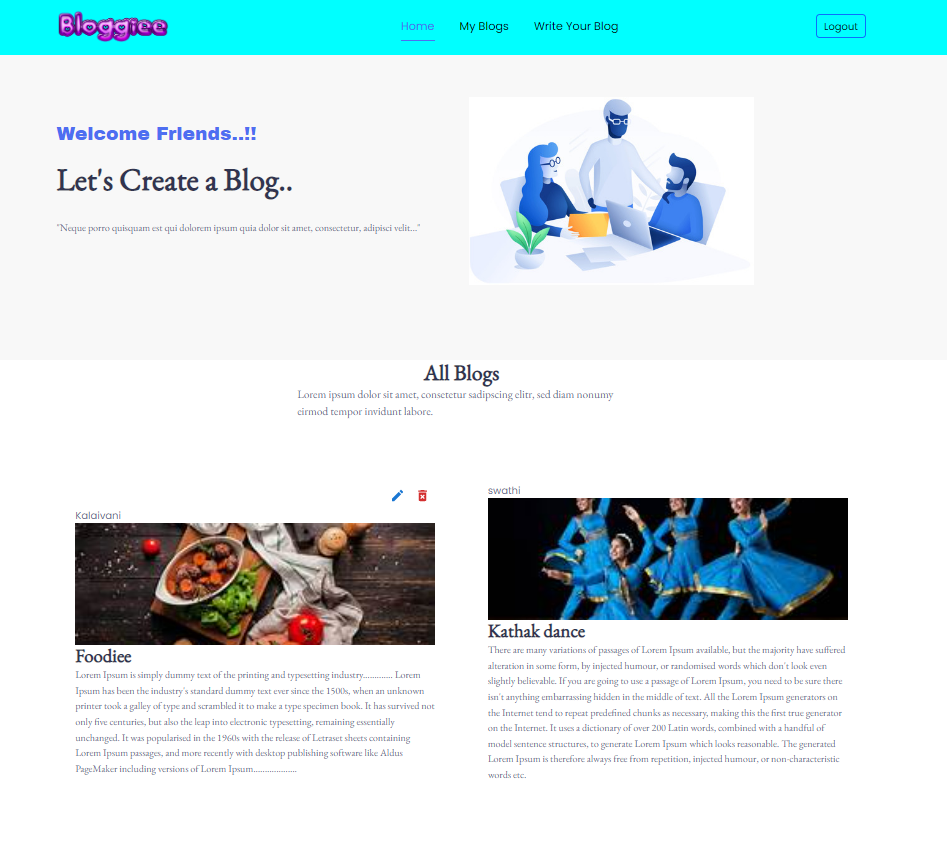 Bloggiee
Home
My Blogs
Write Your Blog
Logout
Welcome Friends..!!
Let's Create a Blog..
"Neque porro quisquam est qui dolorem ipsum quia dolor sit amet, consectetur, adipisci velit..."
All Blogs
Lorem ipsum dolor sit amet, consetetur sadipscing elitr, sed diam nonumy
eirmod tempor invidunt labore.
Kalaivani
Foodiee
Lorem Ipsum is simply dummy text of the printing and typesetting industry............. Lorem
Ipsum has been the industry's standard dummy text ever since the 1500s, when an unknown
printer took a galley of type and scrambled it to make a type specimen book. It has survived not
only five centuries, but also the leap into electronic typesetting, remaining essentially
unchanged. It was popularised in the 1960s with the release of Letraset sheets containing
Lorem Ipsum passages, and more recently with desktop publishing software like Aldus
PageMaker including versions of Lorem Ipsum...................
swathi
Kathak dance
There are many variations of passages of Lorem Ipsum available, but the majority have suffered
alteration in some form, by injected humour, or randomised words which don't look even
slightly believable. If you are going to use a passage of Lorem Ipsum, you need to be sure there
isn't anything embarrassing hidden in the middle of text. All the Lorem Ipsum generators on
the Internet tend to repeat predefined chunks as necessary, making this the first true generator
on the Internet. It uses a dictionary of over 200 Latin words, combined with a handful of
model sentence structures, to generate Lorem Ipsum which looks reasonable. The generated
Lorem Ipsum is therefore always free from repetition, injected humour, or non-characteristic
words etc.